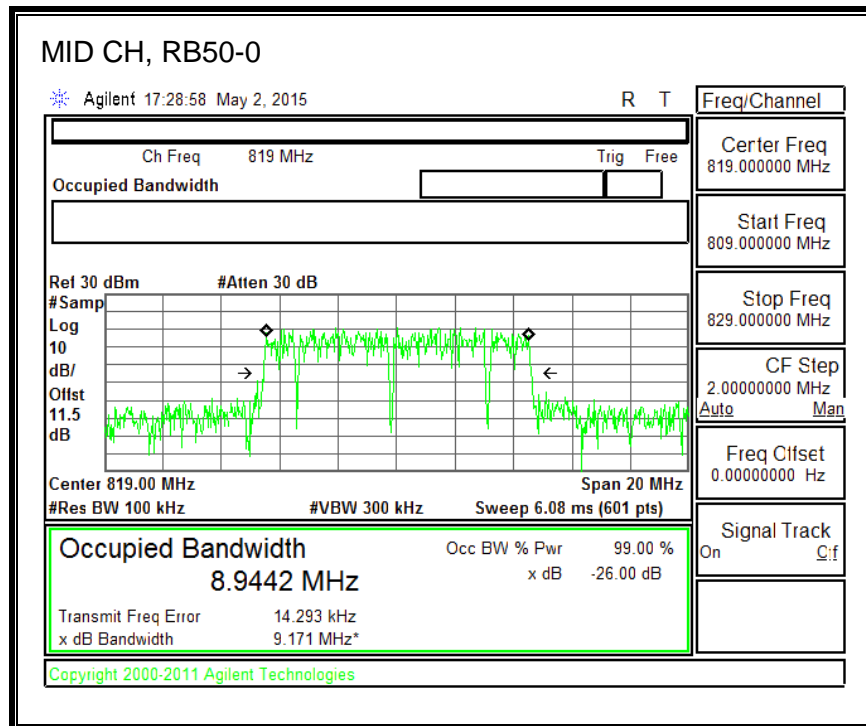 MID CH, RB50-0
Agilent 17:28:58 May 2, 2015 R T
Freq/Channel
Ch Freq 819 MHz Trig Free
Occupied Bandwidth
Center Freq
819.000000 MHz
Start Freq
809.000000 MHz
Stop Freq
829.000000 MHz
CF Step
2.00000000 MHz
Auto Man
Freq Offset
0.00000000 Hz
Signal Track
On Off
Ref 30 dBm #Atten 30 dB
#Samp
Log
10
dB/
Offst
11.5
dB
Center 819.00 MHz Span 20 MHz
#Res BW 100 kHz #VBW 300 kHz Sweep 6.08 ms (601 pts)
Occupied Bandwidth Occ BW % Pwr 99.00 %
8.9442 MHz x dB -26.00 dB
Transmit Freq Error 14.293 kHz
x dB Bandwidth 9.171 MHz*
Copyright 2000-2011 Agilent Technologies